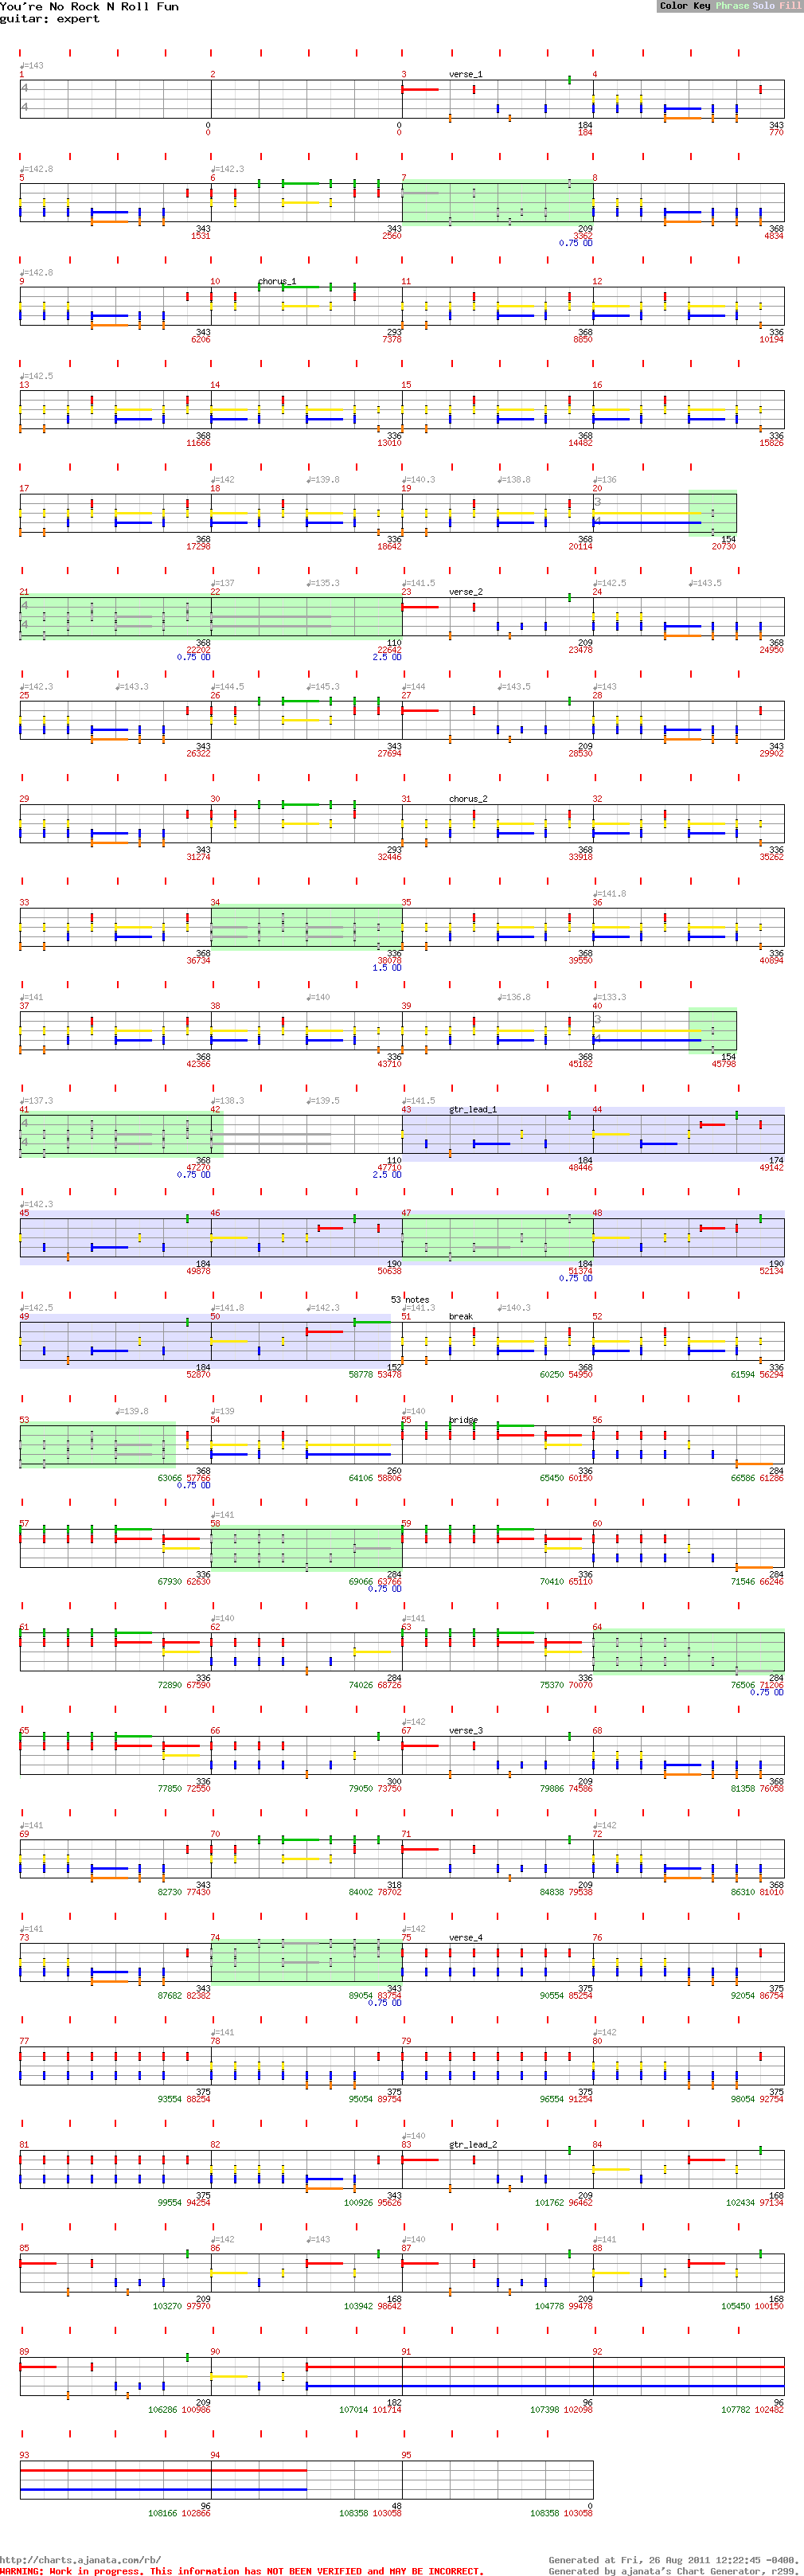 You're No Rock N Roll Fun
guitar: expert
Color Key Phrase Solo Fill
♩=143
1 2 3 verse_1 4
4
4
0 0 184 343
0 0 184 770
♩=142.8 ♩=142.3
5 6 7 8
343 343 209 368
1531 2560 3362 4834
0.75 OD
♩=142.8
9 10 chorus_1 11 12
343 293 368 336
6206 7378 8850 10194
♩=142.5
13 14 15 16
368 336 368 336
11666 13010 14482 15826
♩=142 ♩=139.8 ♩=140.3 ♩=138.8 ♩=136
17 18 19 20
3
4
368 336 368 154
17298 18642 20114 20730
♩=137 ♩=135.3 ♩=141.5 ♩=142.5 ♩=143.5
21 22 23 verse_2 24
4
4
368 110 209 368
22202 22642 23478 24950
0.75 OD 2.5 OD
♩=142.3 ♩=143.3 ♩=144.5 ♩=145.3 ♩=144 ♩=143.5 ♩=143
25 26 27 28
343 343 209 343
26322 27694 28530 29902
29 30 31 chorus_2 32
343 293 368 336
31274 32446 33918 35262
♩=141.8
33 34 35 36
368 336 368 336
36734 38078 39550 40894
1.5 OD
♩=141 ♩=140 ♩=136.8 ♩=133.3
37 38 39 40
3
4
368 336 368 154
42366 43710 45182 45798
♩=137.3 ♩=138.3 ♩=139.5 ♩=141.5
41 42 43 gtr_lead_1 44
4
4
368 110 184 174
47270 47710 48446 49142
0.75 OD 2.5 OD
♩=142.3
45 46 47 48
184 190 184 190
49878 50638 51374 52134
0.75 OD
53 notes
♩=142.5 ♩=141.8 ♩=142.3 ♩=141.3 ♩=140.3
49 50 51 break 52
184 152 368 336
52870 58778 53478 60250 54950 61594 56294
♩=139.8 ♩=139 ♩=140
53 54 55 bridge 56
368 260 336 284
63066 57766 64106 58806 65450 60150 66586 61286
0.75 OD
♩=141
57 58 59 60
336 284 336 284
67930 62630 69066 63766 70410 65110 71546 66246
0.75 OD
♩=140 ♩=141
61 62 63 64
336 284 336 284
72890 67590 74026 68726 75370 70070 76506 71206
0.75 OD
♩=142
65 66 67 verse_3 68
336 300 209 368
77850 72550 79050 73750 79886 74586 81358 76058
♩=141 ♩=142
69 70 71 72
343 318 209 368
82730 77430 84002 78702 84838 79538 86310 81010
♩=141 ♩=142
73 74 75 verse_4 76
343 343 375 375
87682 82382 89054 83754 90554 85254 92054 86754
0.75 OD
♩=141 ♩=142
77 78 79 80
375 375 375 375
93554 88254 95054 89754 96554 91254 98054 92754
♩=140
81 82 83 gtr_lead_2 84
375 343 209 168
99554 94254 100926 95626 101762 96462 102434 97134
♩=142 ♩=143 ♩=140 ♩=141
85 86 87 88
209 168 209 168
103270 97970 103942 98642 104778 99478 105450 100150
89 90 91 92
209 182 96 96
106286 100986 107014 101714 107398 102098 107782 102482
93 94 95
96 48 0
108166 102866 108358 103058 108358 103058
http://charts.ajanata.com/rb/ Generated at Fri, 26 Aug 2011 12:22:45 -0400.
WARNING: Work in progress. This information has NOT BEEN VERIFIED and MAY BE INCORRECT. Generated by ajanata's Chart Generator, r299.